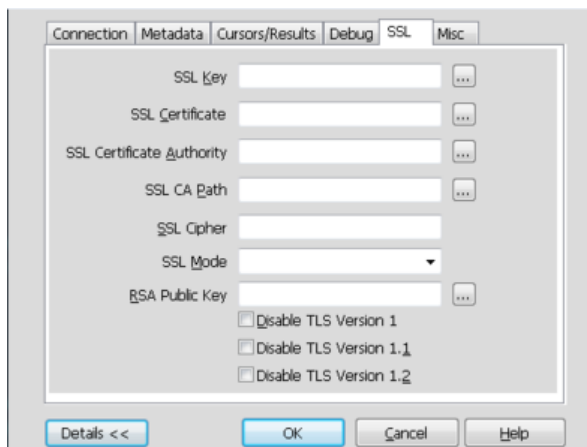 Connection Metadata Cursors/Results Debug SSL Misc
SSL Key ...
SSL Certificate ...
SSL Certificate Authority ...
SSL CA Path ...
SSL Cipher
SSL Mode
RSA Public Key ...
Disable TLS Version 1
Disable TLS Version 1.1
Disable TLS Version 1.2
Details << OK Cancel Help